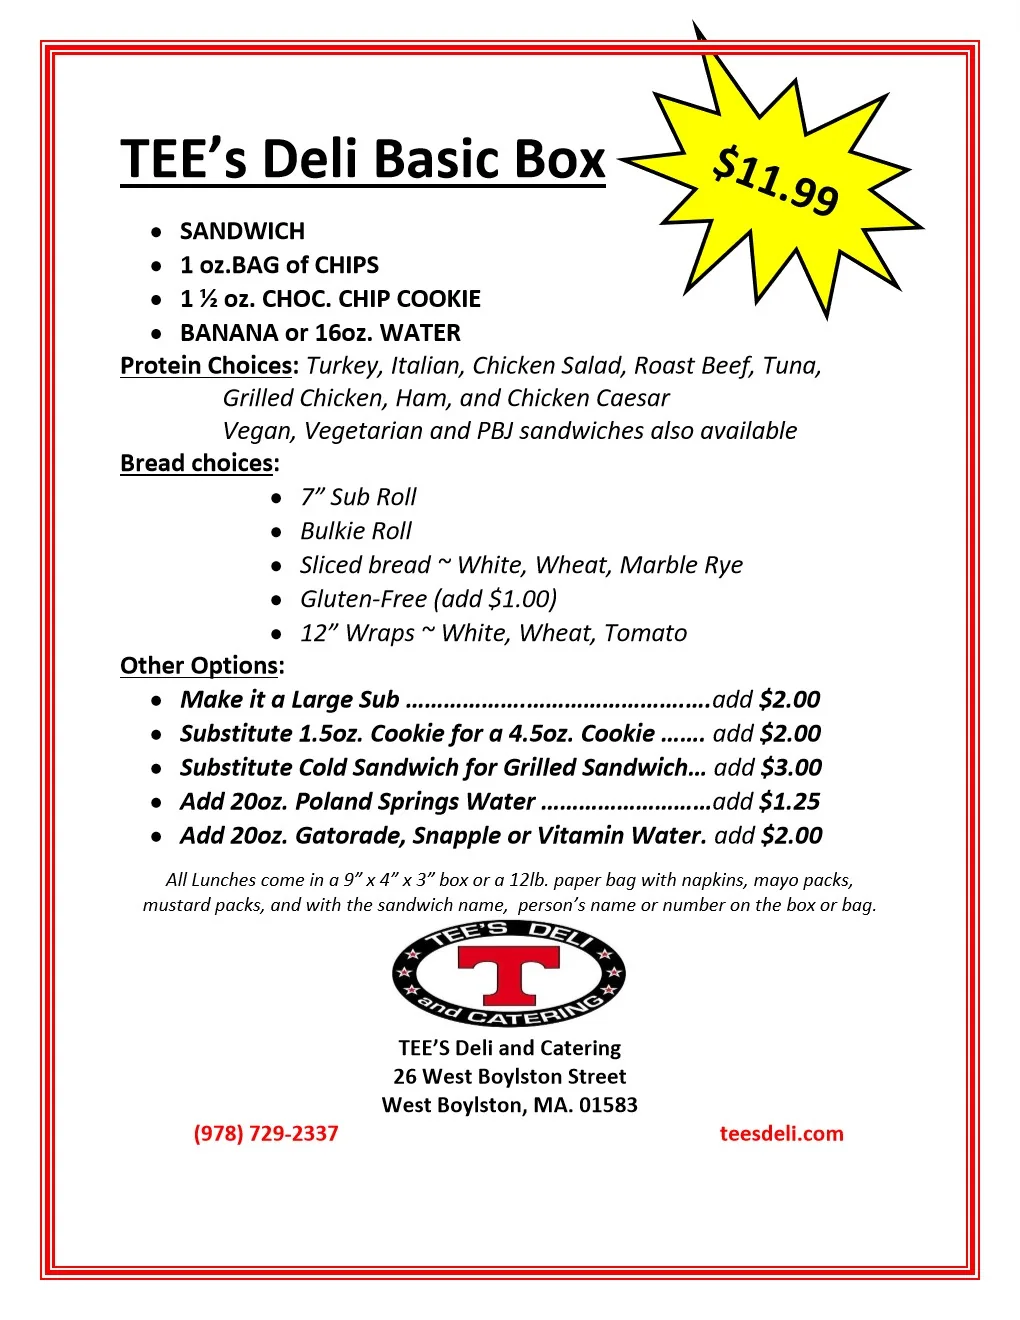 TEE’s Deli Basic Box
$11.99
• SANDWICH
• 1 oz.BAG of CHIPS
• 1 ½ oz. CHOC. CHIP COOKIE
• BANANA or 16oz. WATER
Protein Choices: Turkey, Italian, Chicken Salad, Roast Beef, Tuna,
Grilled Chicken, Ham, and Chicken Caesar
Vegan, Vegetarian and PBJ sandwiches also available
Bread choices:
• 7” Sub Roll
• Bulkie Roll
• Sliced bread ~ White, Wheat, Marble Rye
• Gluten-Free (add $1.00)
• 12” Wraps ~ White, Wheat, Tomato
Other Options:
• Make it a Large Sub ……………….…………………….….add $2.00
• Substitute 1.5oz. Cookie for a 4.5oz. Cookie ……. add $2.00
• Substitute Cold Sandwich for Grilled Sandwich… add $3.00
• Add 20oz. Poland Springs Water ………………………add $1.25
• Add 20oz. Gatorade, Snapple or Vitamin Water. add $2.00
All Lunches come in a 9” x 4” x 3” box or a 12lb. paper bag with napkins, mayo packs,
mustard packs, and with the sandwich name, person’s name or number on the box or bag.
TEE'S DELI
T
and CATERING
TEE’S Deli and Catering
26 West Boylston Street
West Boylston, MA. 01583
(978) 729-2337 teesdeli.com